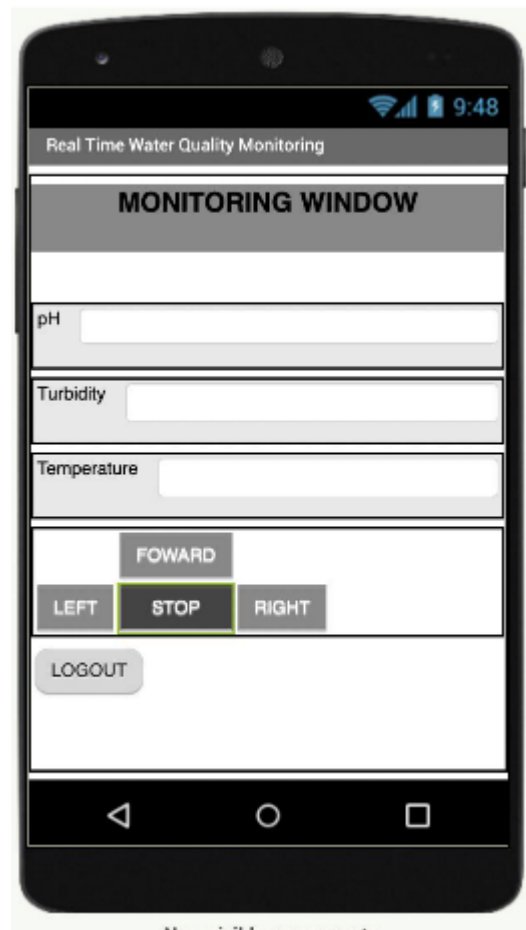 9:48
Real Time Water Quality Monitoring
MONITORING WINDOW
pH
Turbidity
Temperature
FOWARD
LEFT STOP RIGHT
LOGOUT